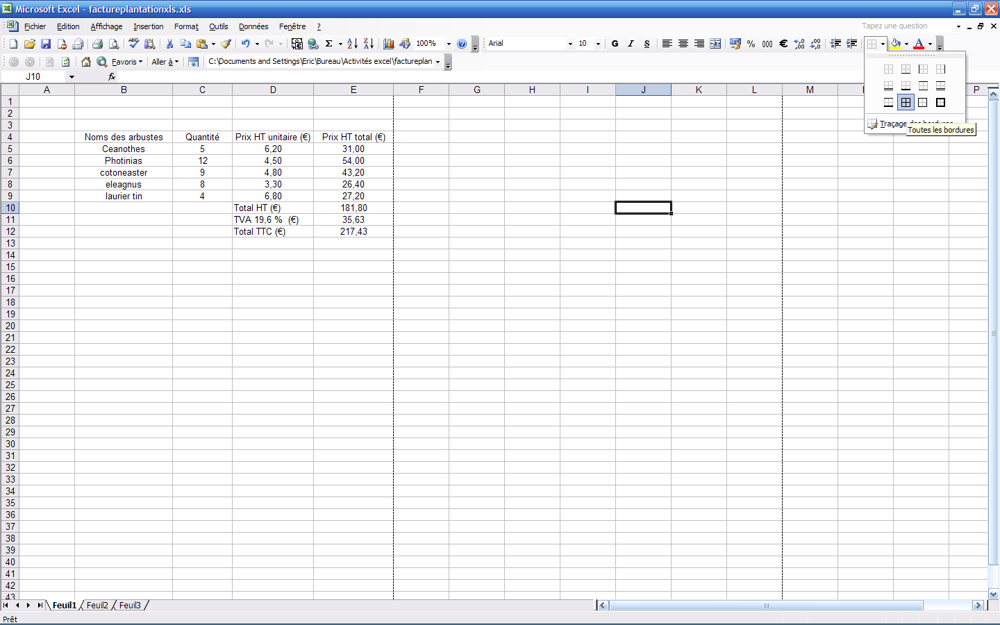 Microsoft Excel - factureplantationxls.xls
Fichier Edition Affichage Insertion Format Outils Données Fenêtre ? Tapez une question
100% Arial 10 G I S % 000 €
Favoris Aller à C:\Documents and Settings\Eric\Bureau\Activités excel\factureplan
J10 fx
A B C D E F G H I J K L M P
1
2
3
4 Noms des arbustes Quantité Prix HT unitaire (€) Prix HT total (€)
5 Ceanothes 5 6,20 31,00
6 Photinias 12 4,50 54,00
7 cotoneaster 9 4,80 43,20
8 eleagnus 8 3,30 26,40
9 laurier tin 4 6,80 27,20
10 Total HT (€) 181,80
11 TVA 19,6 % (€) 35,63
12 Total TTC (€) 217,43
13
14
15
16
17
18
19
20
21
22
23
24
25
26
27
28
29
30
31
32
33
34
35
36
37
38
39
40
41
42
43
Traçage des bordures
Toutes les bordures
Feuil1 Feuil2 Feuil3
Prêt